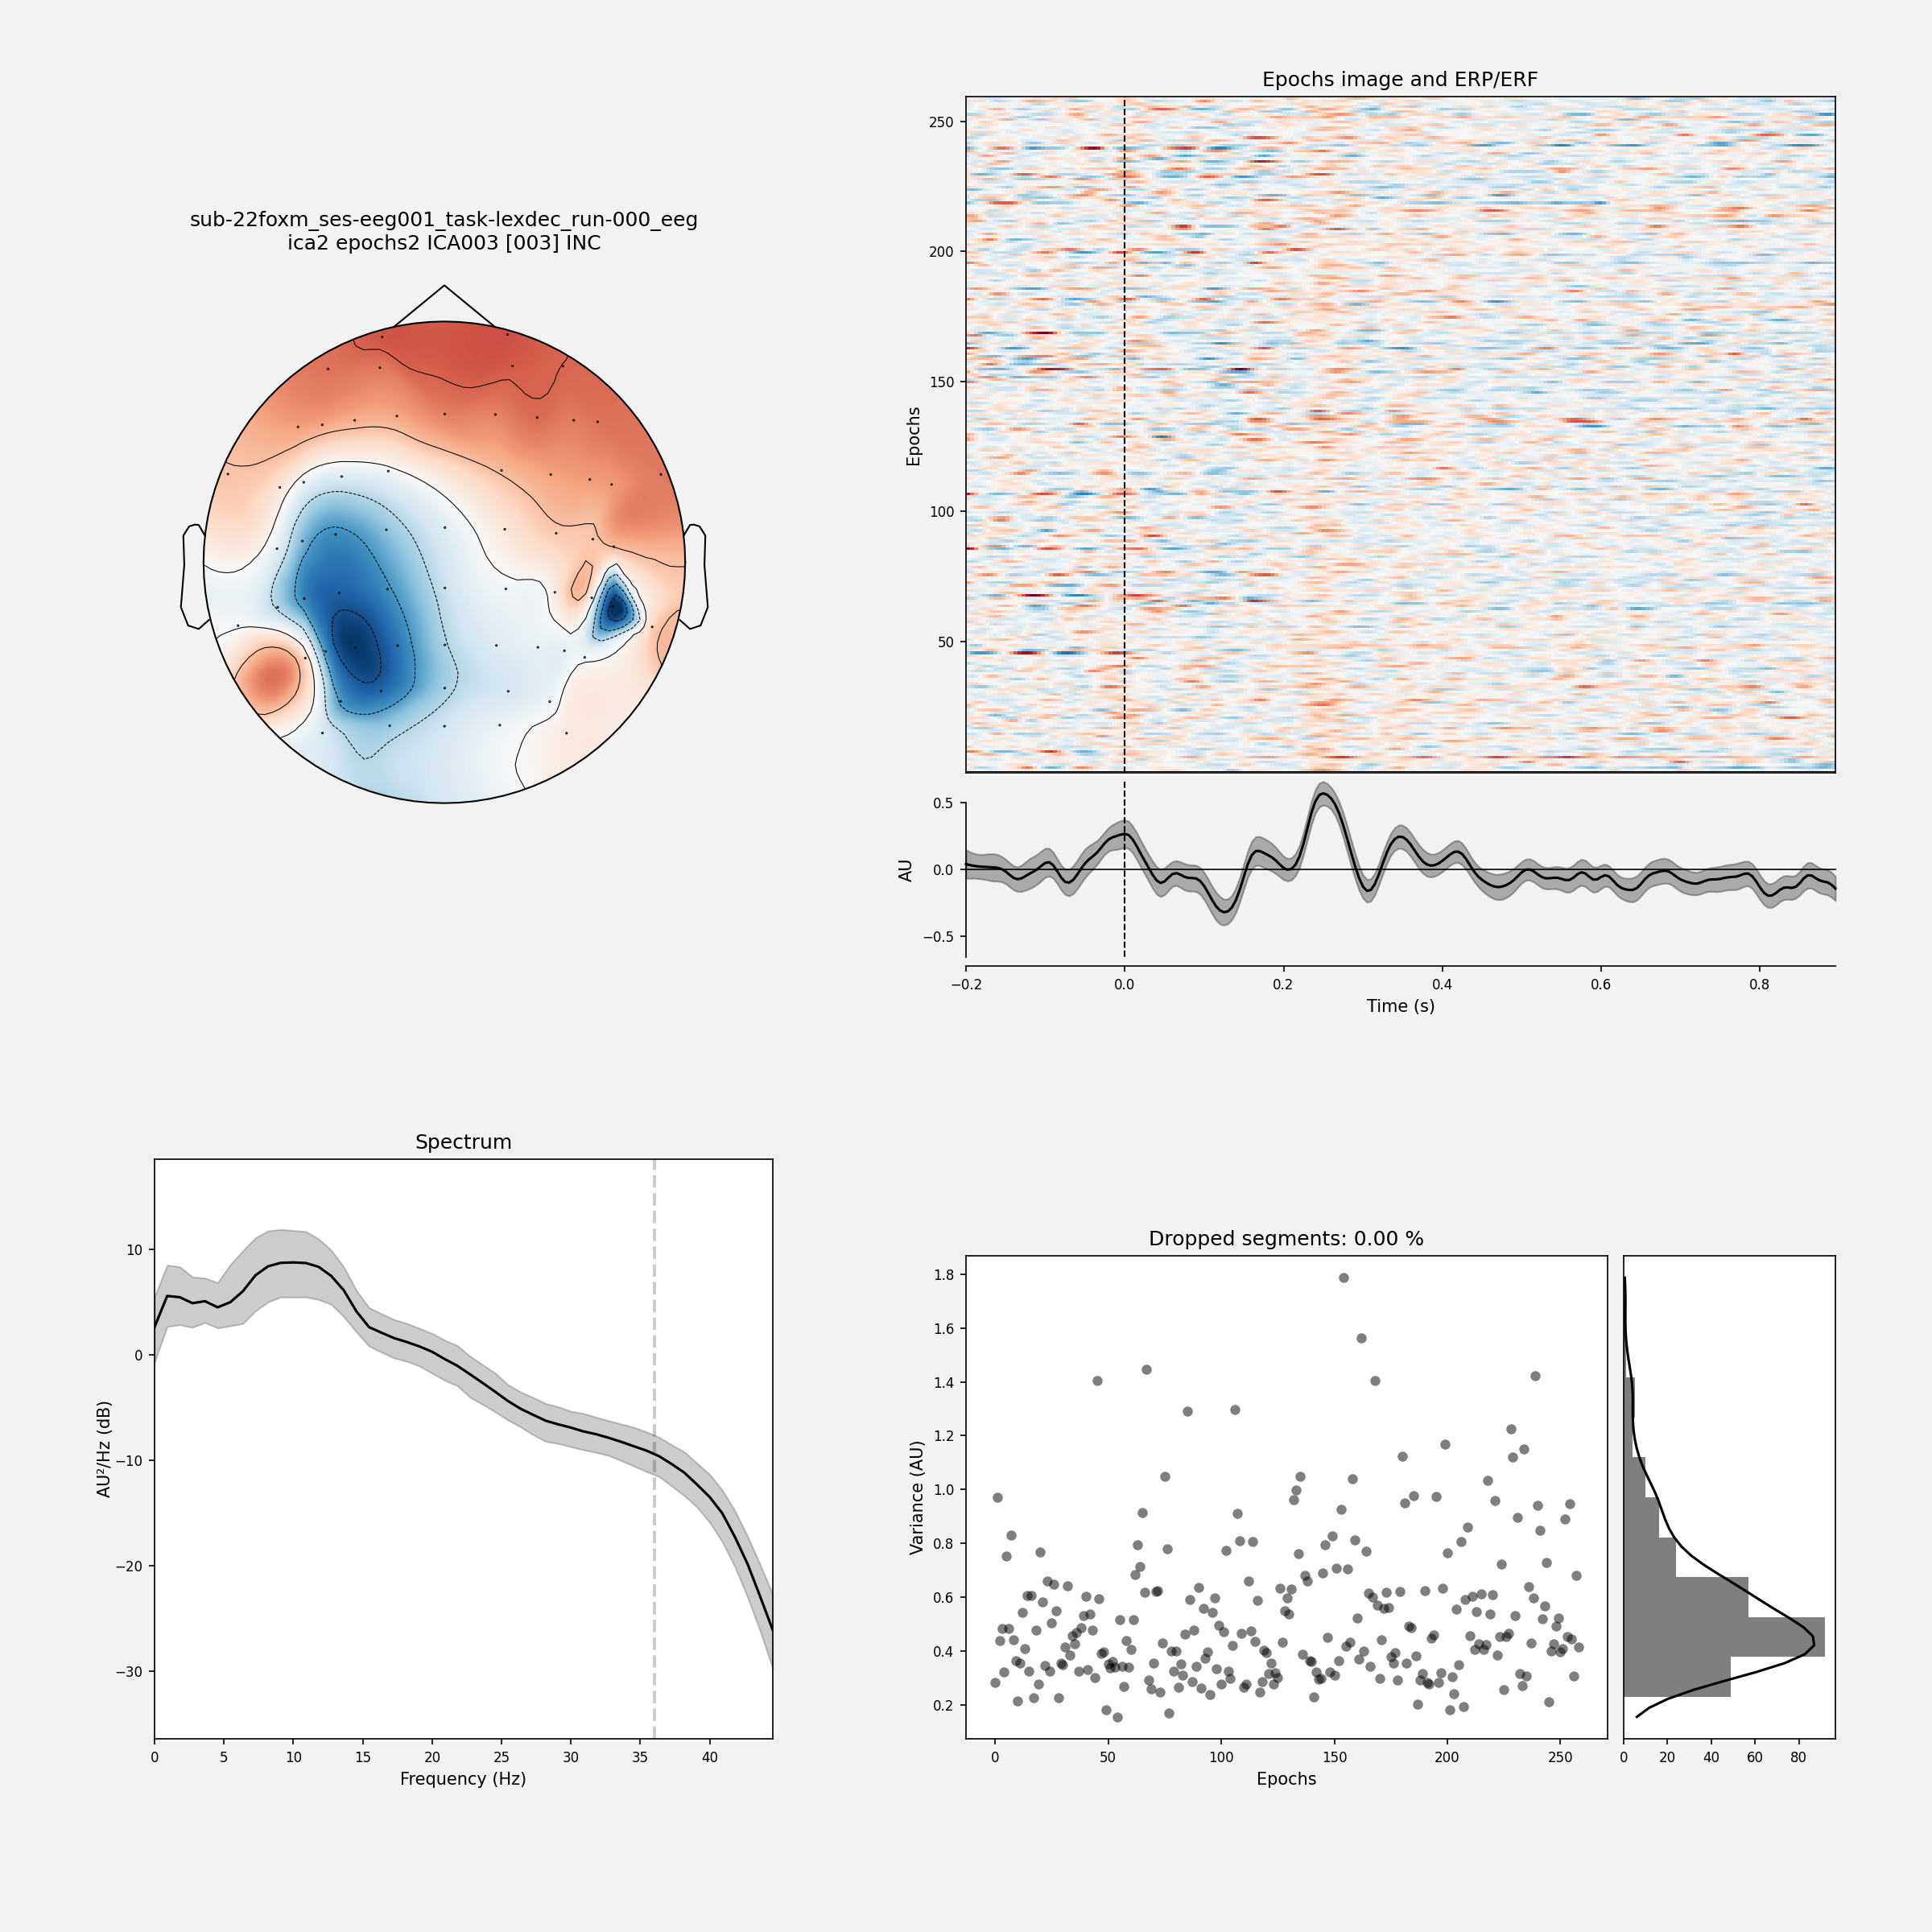 sub-22foxm_ses-eeg001_task-lexdec_run-000_eeg
ica2 epochs2 ICA003 [003] INC
Epochs image and ERP/ERF
Epochs
250
200
150
100
50
AU
0.5
0.0
−0.5
−0.2 0.0 0.2 0.4 0.6 0.8
Time (s)
Spectrum
AU²/Hz (dB)
10
0
−10
−20
−30
0 5 10 15 20 25 30 35 40
Frequency (Hz)
Dropped segments: 0.00 %
Variance (AU)
1.8
1.6
1.4
1.2
1.0
0.8
0.6
0.4
0.2
0 50 100 150 200 250
Epochs
0 20 40 60 80